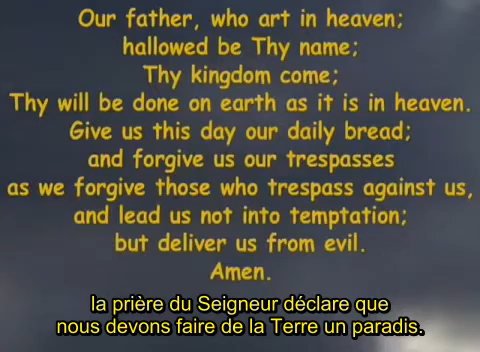 Our father, who art in heaven;
hallowed be Thy name;
Thy kingdom come;
Thy will be done on earth as it is in heaven.
Give us this day our daily bread;
and forgive us our trespasses
as we forgive those who trespass against us,
and lead us not into temptation;
but deliver us from evil.
Amen.
la prière du Seigneur déclare que
nous devons faire de la Terre un paradis.